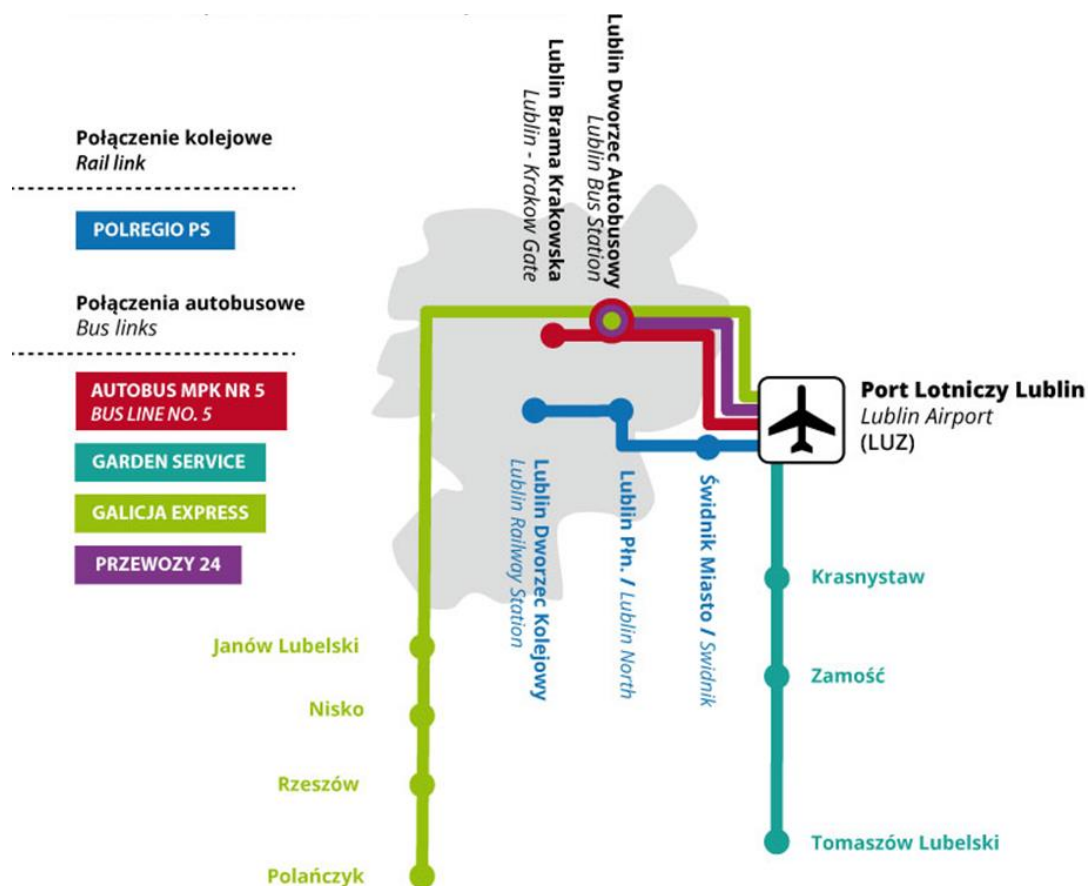 Połączenie kolejowe
Rail link
POLREGIO PS
Połączenia autobusowe
Bus links
AUTOBUS MPK NR 5
BUS LINE NO. 5
GARDEN SERVICE
GALICJA EXPRESS
PRZEWOZY 24
Lublin Brama Krakowska
Lublin - Krakow Gate
Lublin Dworzec Autobusowy
Lublin Bus Station
Port Lotniczy Lublin
Lublin Airport
(LUZ)
Lublin Dworzec Kolejowy
Lublin Railway Station
Lublin Płn. / Lublin North
Świdnik Miasto / Swidnik
Krasnystaw
Zamość
Tomaszów Lubelski
Janów Lubelski
Nisko
Rzeszów
Polańczyk